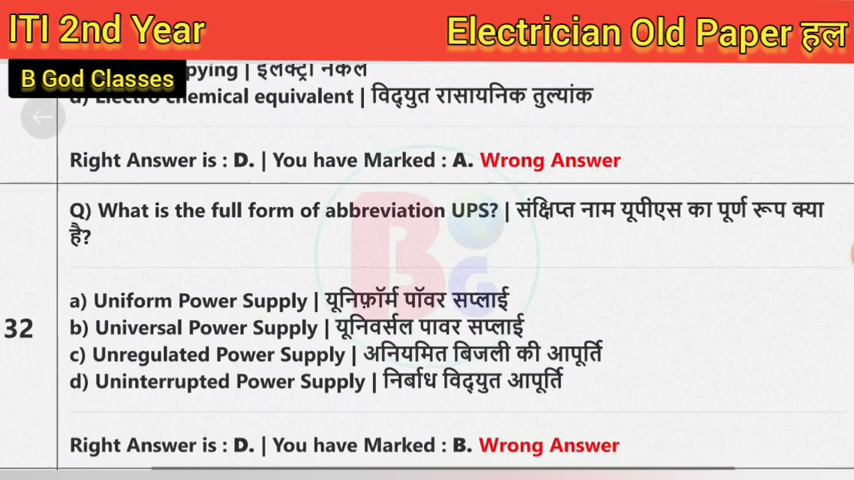 ITI 2nd Year
Electrician Old Paper हल
B God Classes
d) Electro chemical equivalent | विद्युत रासायनिक तुल्यांक
Right Answer is : D. | You have Marked : A. Wrong Answer
Q) What is the full form of abbreviation UPS? | संक्षिप्त नाम यूपीएस का पूर्ण रूप क्या
है?
32
a) Uniform Power Supply | यूनिफ़ॉर्म पॉवर सप्लाई
b) Universal Power Supply | यूनिवर्सल पावर सप्लाई
c) Unregulated Power Supply | अनियमित बिजली की आपूर्ति
d) Uninterrupted Power Supply | निर्बाध विद्युत आपूर्ति
Right Answer is : D. | You have Marked : B. Wrong Answer